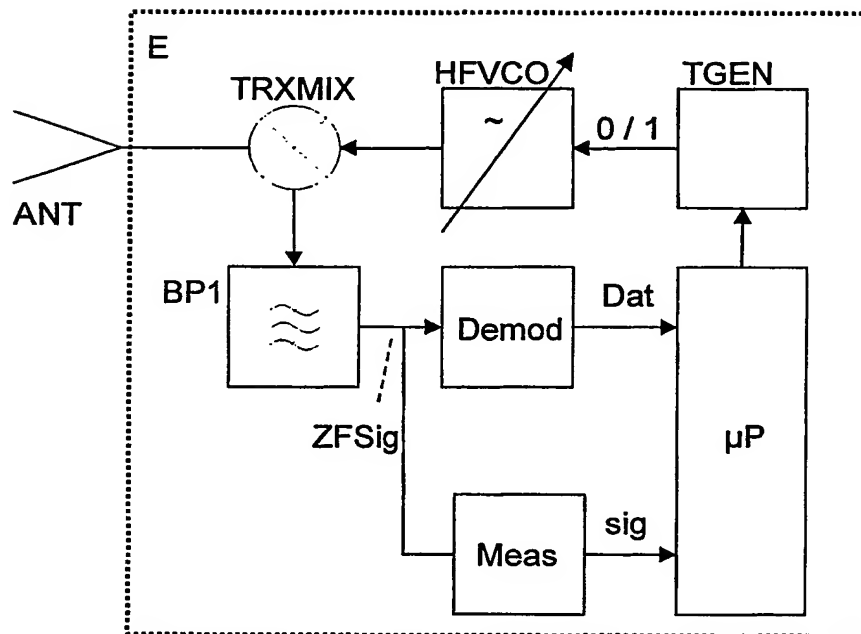 E
TRXMIX
HFVCO
TGEN
~
0 / 1
ANT
BP1
Demod
Dat
ZFSig
µP
Meas
sig